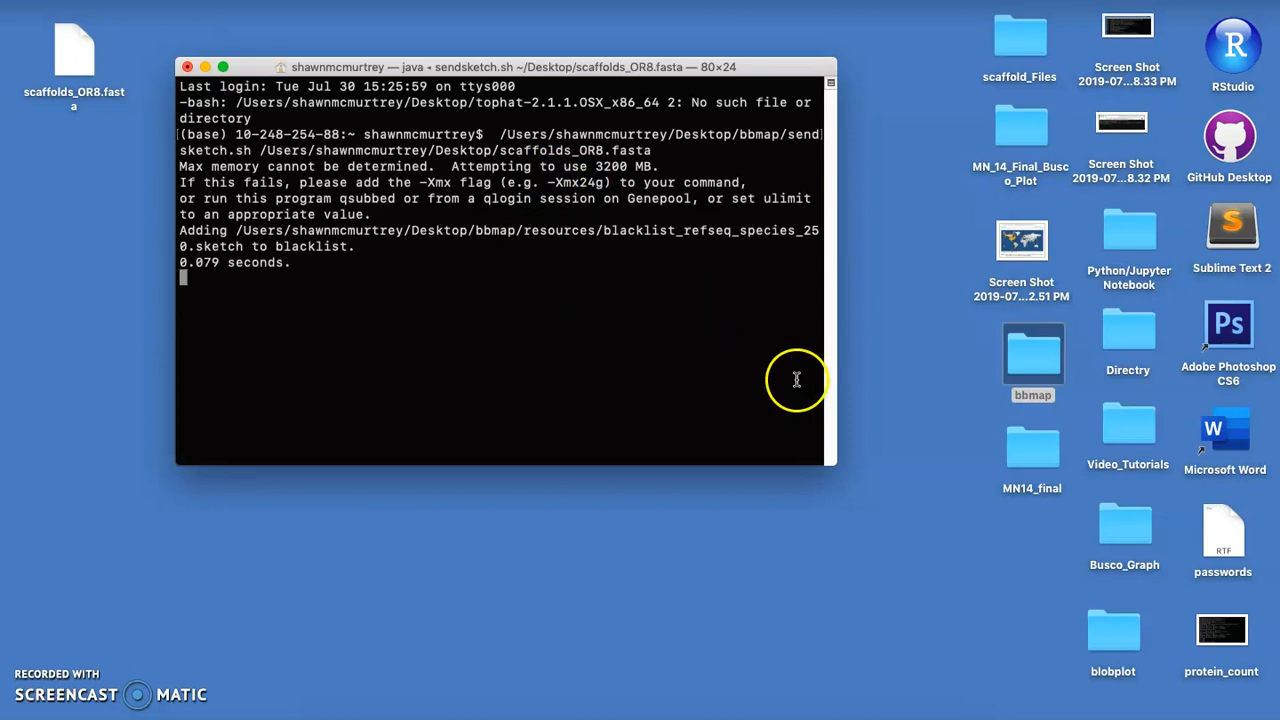 scaffolds_OR8.fast
a
shawnmcmurtrey — java ◂ sendsketch.sh ~/Desktop/scaffolds_OR8.fasta — 80×24
Last login: Tue Jul 30 15:25:59 on ttys000
-bash: /Users/shawnmcmurtrey/Desktop/tophat-2.1.1.OSX_x86_64 2: No such file or
directory
[(base) 10-248-254-88:~ shawnmcmurtrey$  /Users/shawnmcmurtrey/Desktop/bbmap/send]
sketch.sh /Users/shawnmcmurtrey/Desktop/scaffolds_OR8.fasta
Max memory cannot be determined.  Attempting to use 3200 MB.
If this fails, please add the -Xmx flag (e.g. -Xmx24g) to your command,
or run this program qsubbed or from a qlogin session on Genepool, or set ulimit
to an appropriate value.
Adding /Users/shawnmcmurtrey/Desktop/bbmap/resources/blacklist_refseq_species_25
0.sketch to blacklist.
0.079 seconds.
scaffold_Files
Screen Shot
2019-07...8.33 PM
R
RStudio
MN_14_Final_Busc
o_Plot
Screen Shot
2019-07...8.32 PM
GitHub Desktop
Screen Shot
2019-07...2.51 PM
Python/Jupyter
Notebook
S
Sublime Text 2
bbmap
Directry
Ps
Adobe Photoshop
CS6
MN14_final
Video_Tutorials
W
Microsoft Word
Busco_Graph
RTF
passwords
blobplot
protein_count
RECORDED WITH
SCREENCAST MATIC